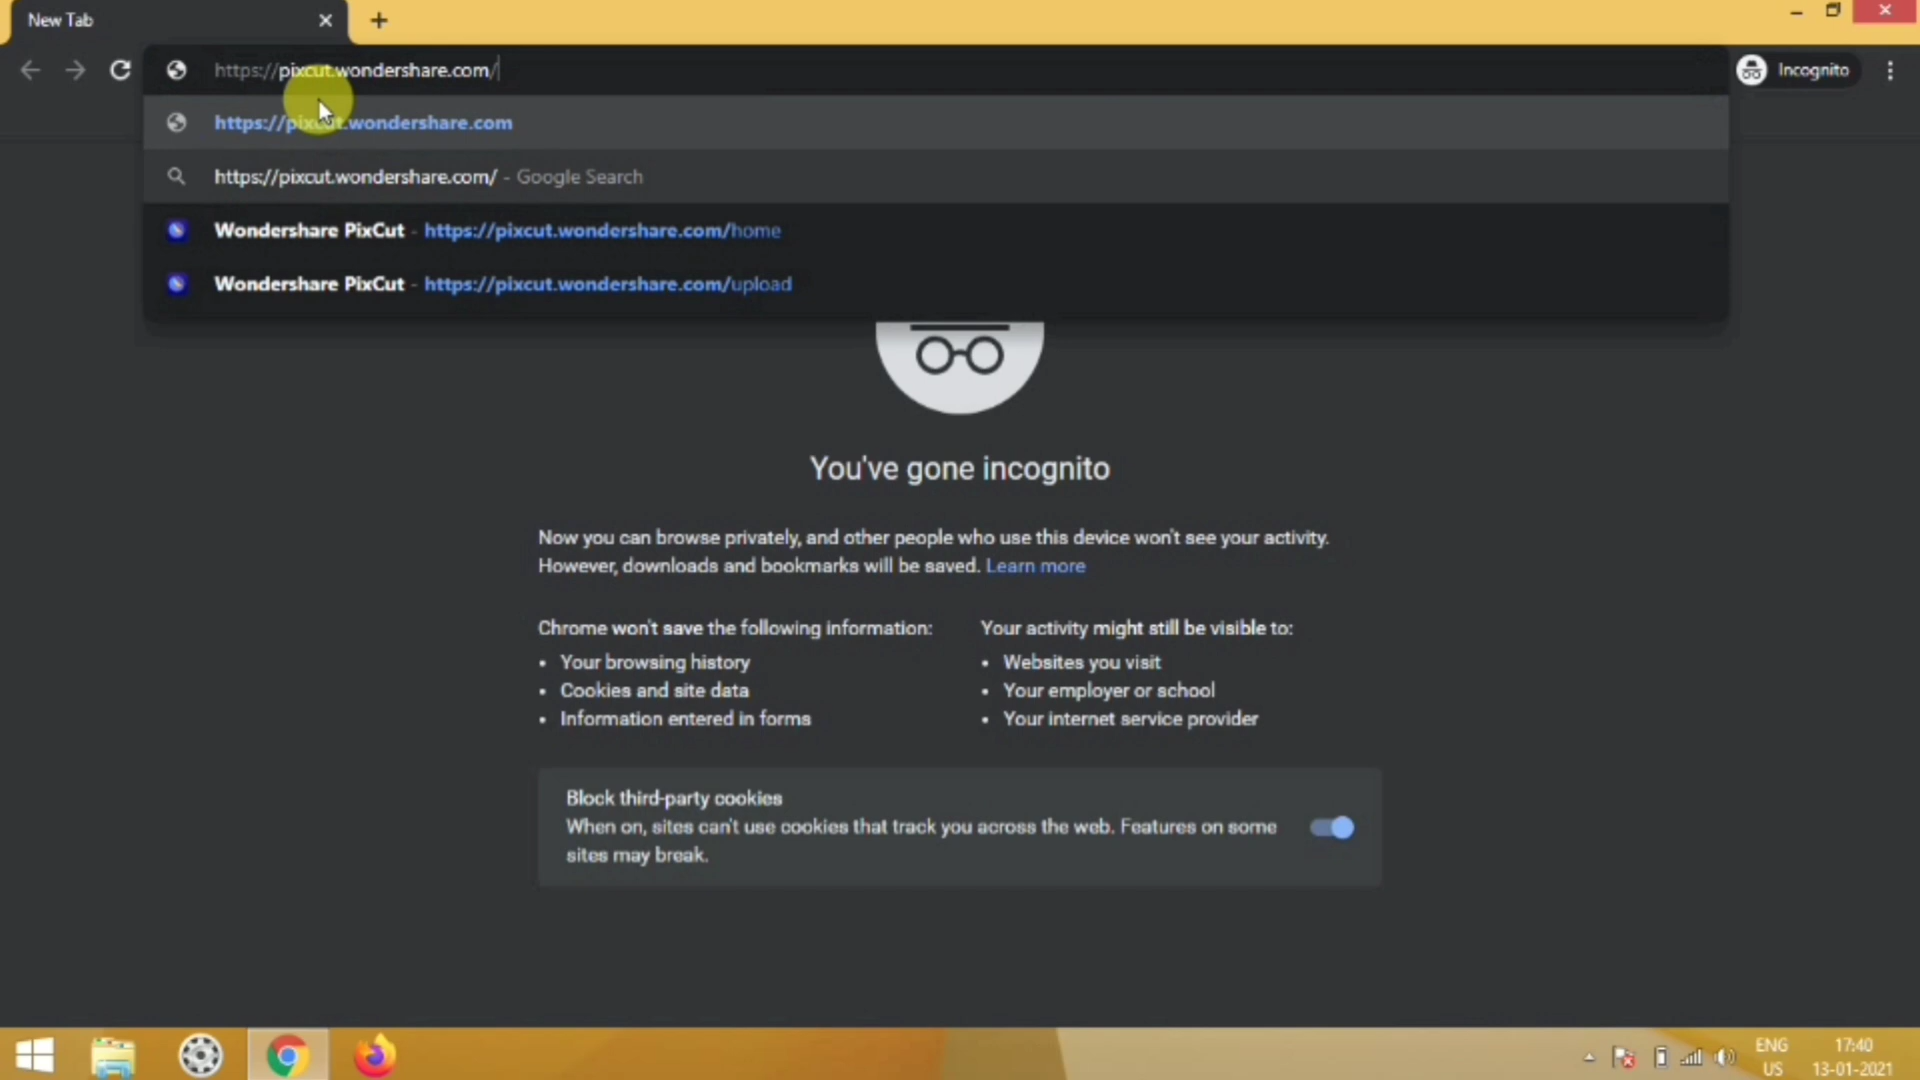 New Tab
https://pixcut.wondershare.com/
Incognito
https://pixcut.wondershare.com
https://pixcut.wondershare.com/ - Google Search
Wondershare PixCut - https://pixcut.wondershare.com/home
Wondershare PixCut - https://pixcut.wondershare.com/upload
You've gone incognito
Now you can browse privately, and other people who use this device won't see your activity.
However, downloads and bookmarks will be saved. Learn more
Chrome won't save the following information:
• Your browsing history
• Cookies and site data
• Information entered in forms
Your activity might still be visible to:
• Websites you visit
• Your employer or school
• Your internet service provider
Block third-party cookies
When on, sites can't use cookies that track you across the web. Features on some
sites may break.
ENG
US
17:40
13-01-2021